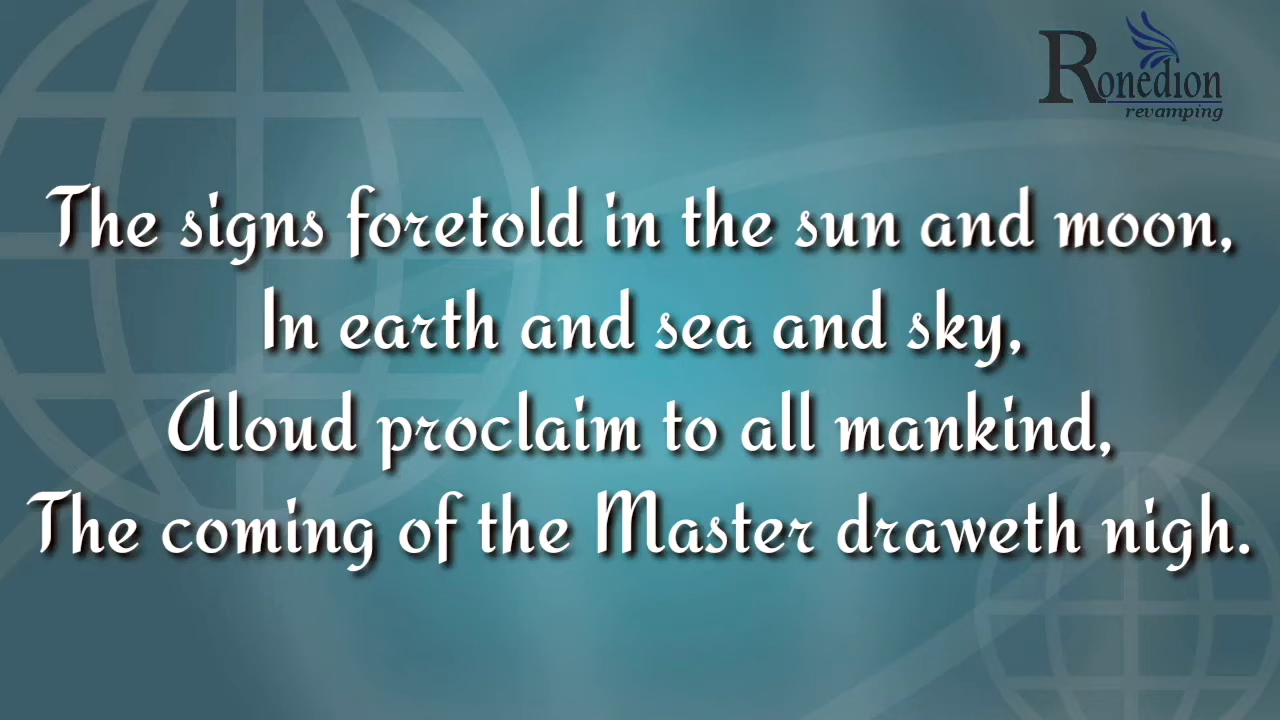 Ronedion
revamping
The signs foretold in the sun and moon,
In earth and sea and sky,
Aloud proclaim to all mankind,
The coming of the Master draweth nigh.